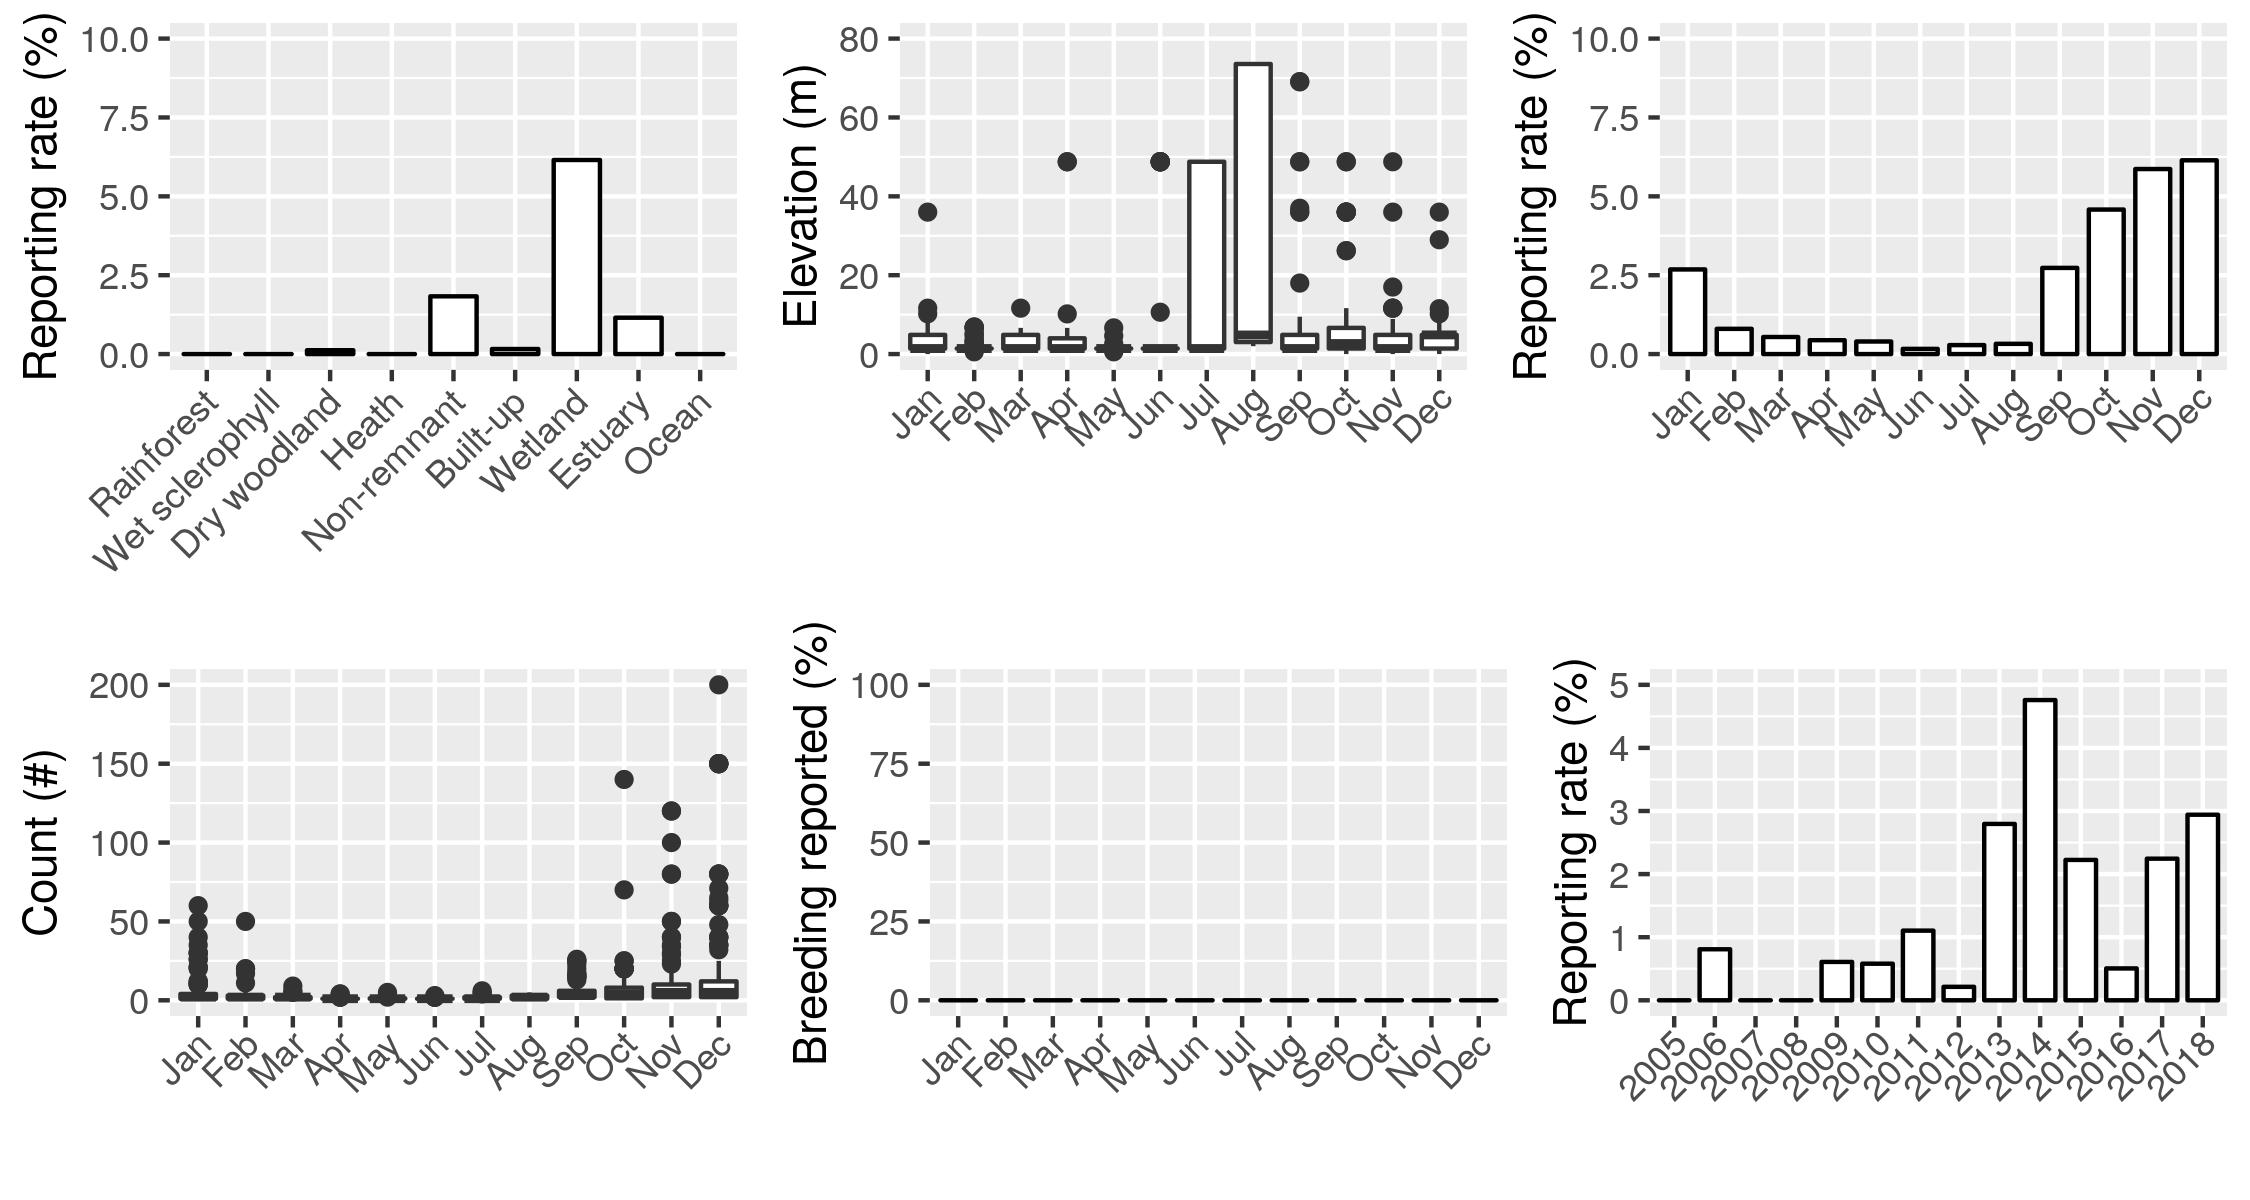 Reporting rate (%)
10.0
7.5
5.0
2.5
0.0
Rainforest
Wet sclerophyll
Dry woodland
Heath
Non-remnant
Built-up
Wetland
Estuary
Ocean
Elevation (m)
80
60
40
20
0
Jan
Feb
Mar
Apr
May
Jun
Jul
Aug
Sep
Oct
Nov
Dec
Reporting rate (%)
10.0
7.5
5.0
2.5
0.0
Jan
Feb
Mar
Apr
May
Jun
Jul
Aug
Sep
Oct
Nov
Dec
Count (#)
200
150
100
50
0
Jan
Feb
Mar
Apr
May
Jun
Jul
Aug
Sep
Oct
Nov
Dec
Breeding reported (%)
100
75
50
25
0
Jan
Feb
Mar
Apr
May
Jun
Jul
Aug
Sep
Oct
Nov
Dec
Reporting rate (%)
5
4
3
2
1
0
2005
2006
2007
2008
2009
2010
2011
2012
2013
2014
2015
2016
2017
2018